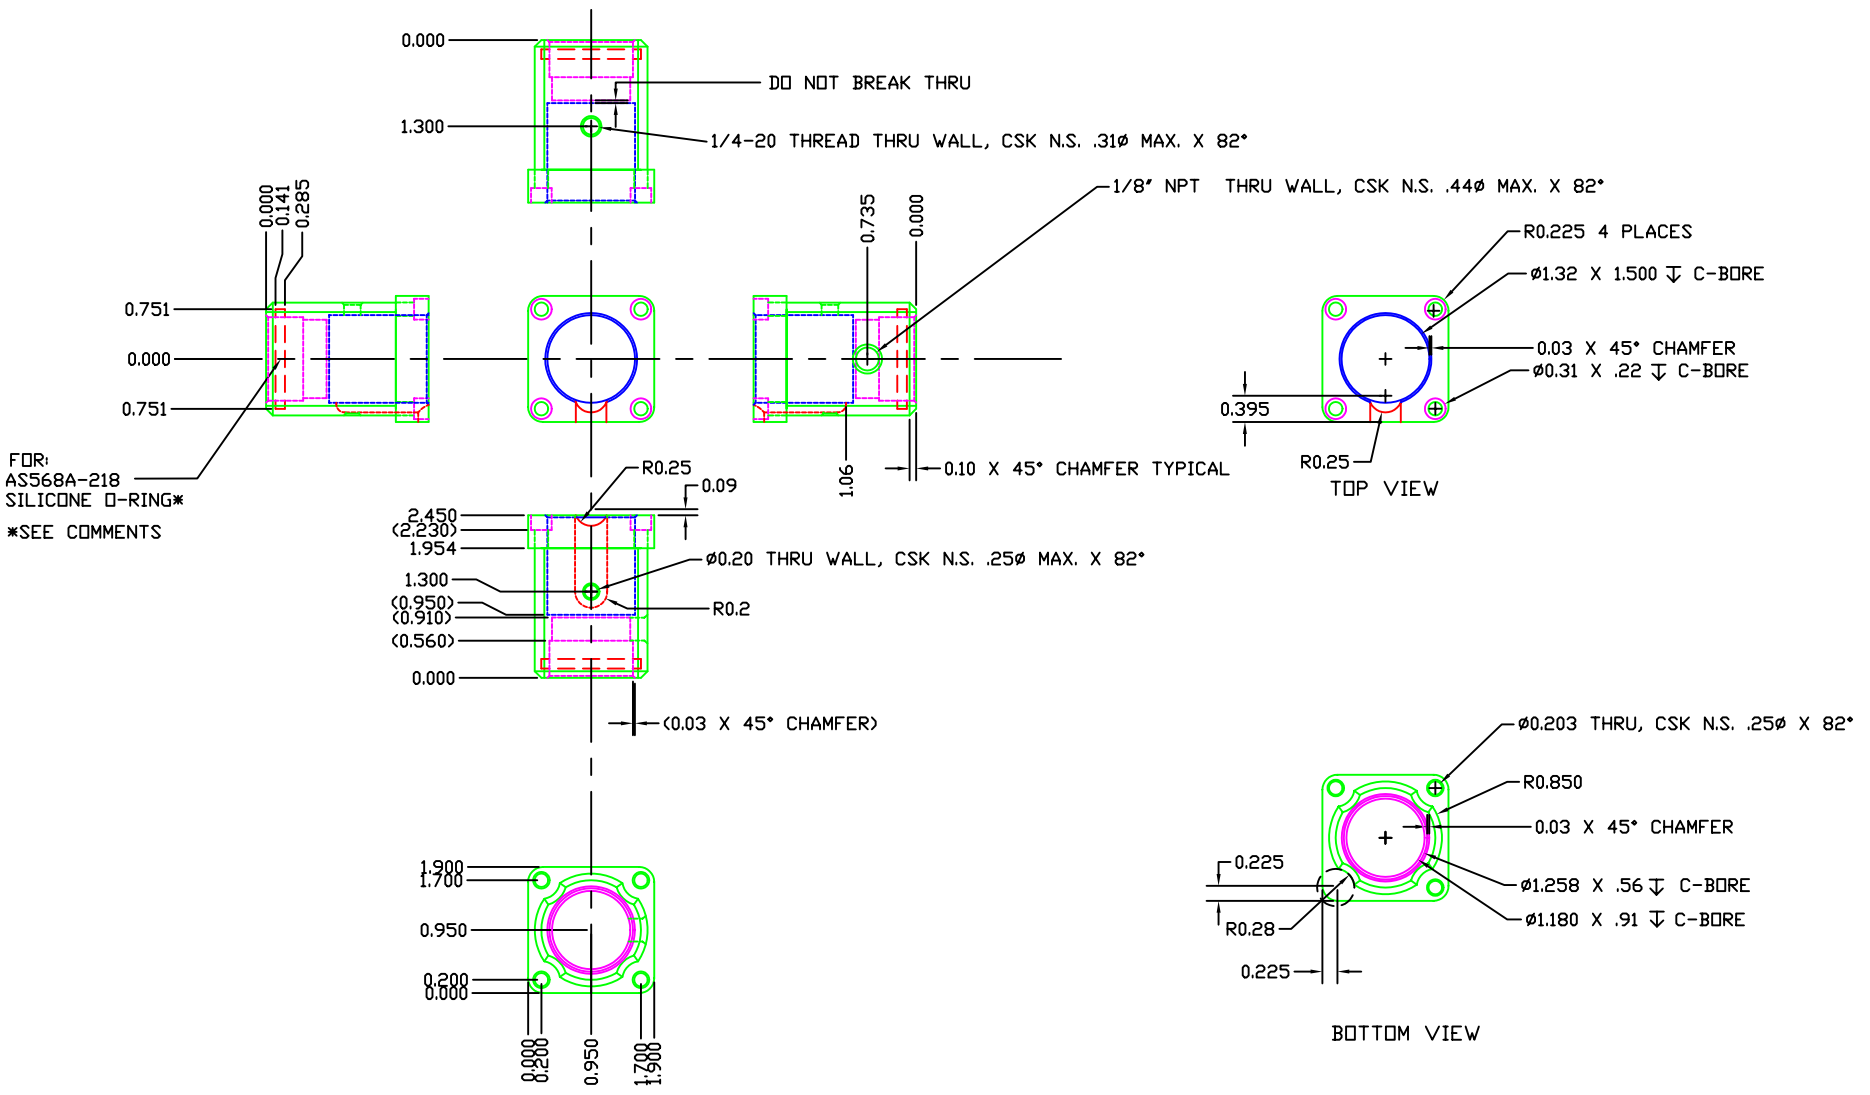 0.000
DO NOT BREAK THRU
1.300
1/4-20 THREAD THRU WALL, CSK N.S. .31ø MAX. X 82°
0.000
0.141
0.285
0.735
0.000
1/8" NPT THRU WALL, CSK N.S. .44ø MAX. X 82°
R0.225 4 PLACES
ø1.32 X 1.500 ↧ C-BORE
0.03 X 45° CHAMFER
ø0.31 X .22 ↧ C-BORE
0.395
R0.25
TOP VIEW
0.751
0.000
0.751
FOR:
AS568A-218
SILICONE O-RING*
*SEE COMMENTS
1.06
0.10 X 45° CHAMFER TYPICAL
R0.25
0.09
2.450
(2.230)
1.954
ø0.20 THRU WALL, CSK N.S. .25ø MAX. X 82°
1.300
(0.950)
(0.910)
(0.560)
R0.2
0.000
(0.03 X 45° CHAMFER)
ø0.203 THRU, CSK N.S. .25ø X 82°
R0.850
0.03 X 45° CHAMFER
0.225
ø1.258 X .56 ↧ C-BORE
ø1.180 X .91 ↧ C-BORE
R0.28
0.225
BOTTOM VIEW
1.900
1.700
0.950
0.200
0.000
0.000
0.200
0.950
1.700
1.900